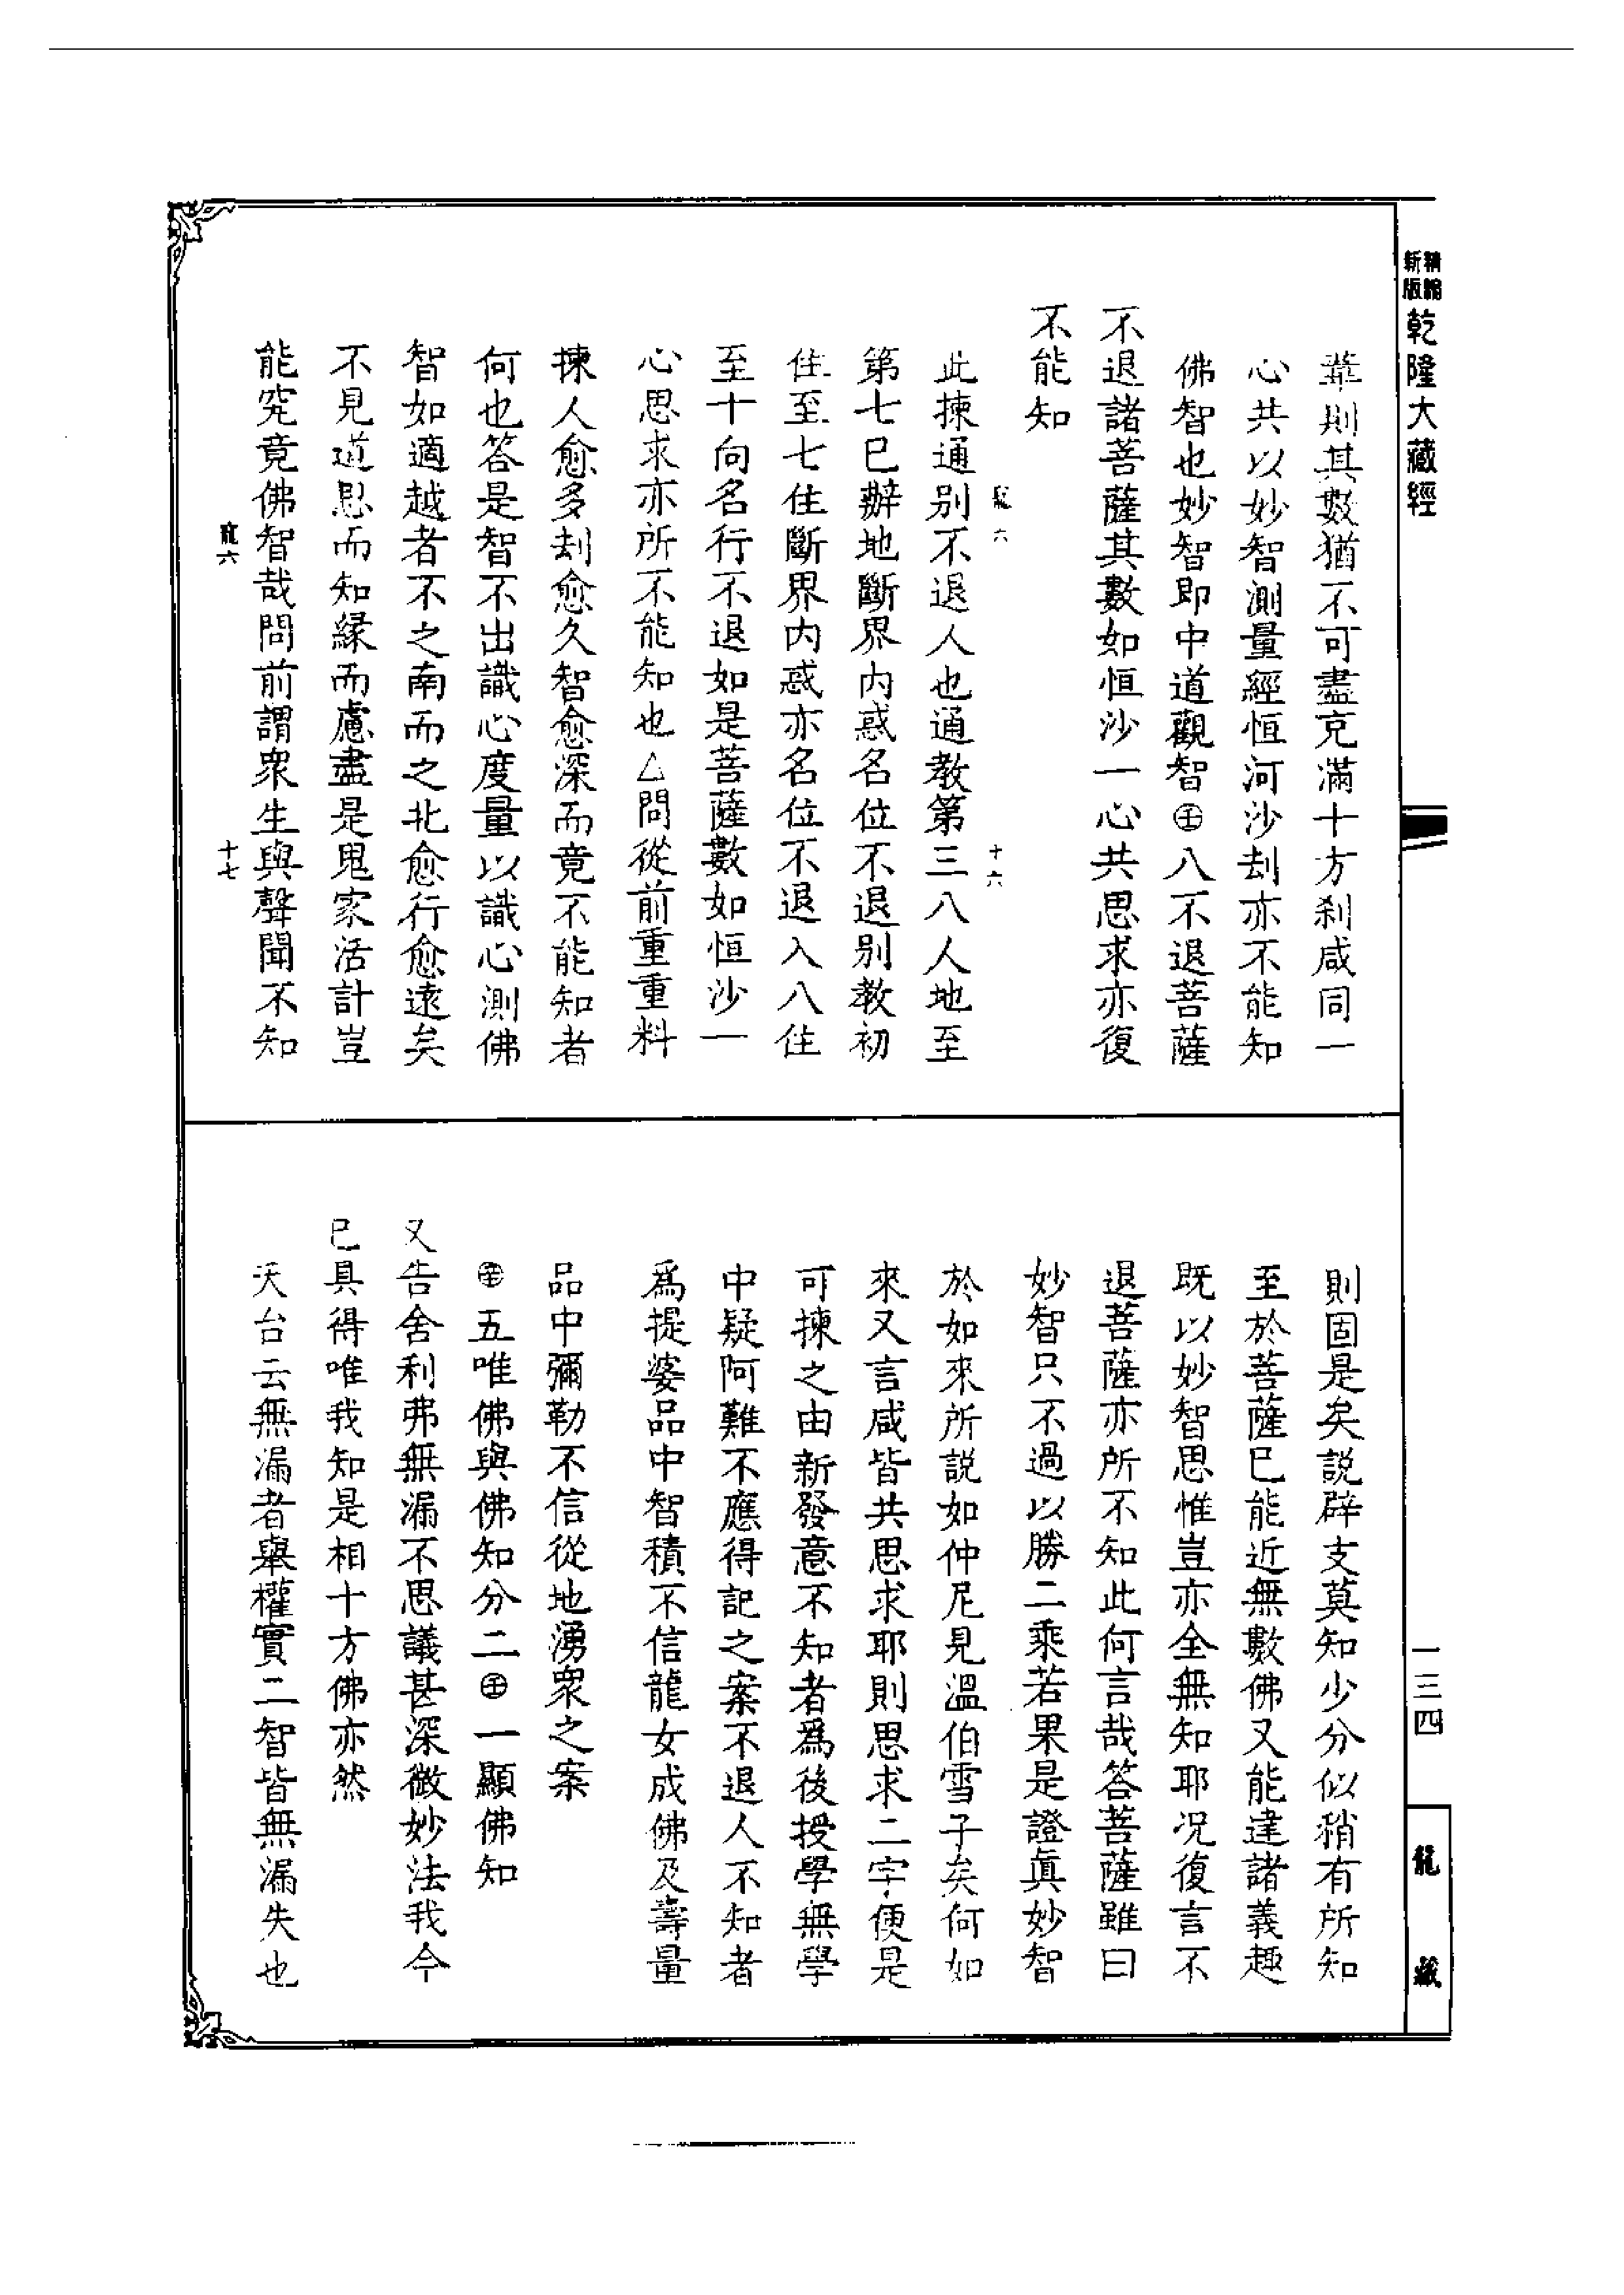 精縮
新版
乾隆大藏經
輩則其數猶不可盡充滿十方刹咸同一
心共以妙智測量經恒河沙刦亦不能知
佛智也妙智即中道觀智㊉八不退菩薩
不退諸菩薩其數如恒沙一心共思求亦復
不能知
龍六
十六
此揀通别不退人也通教第三八人地至
第七巳辦地斷界内惑名位不退别教初
住至七住斷界内惑亦名位不退入八住
至十向名行不退如是菩薩數如恒沙一
心思求亦所不能知也△問從前重重料
揀人愈多刦愈久智愈深而竟不能知者
何也答是智不出識心度量以識心測佛
智如適越者不之南而之北愈行愈遠矣
不見道思而知緣而慮盡是鬼家活計豈
能究竟佛智哉問前謂衆生與聲聞不知
龍六
十七
則固是矣説辟支莫知少分似稍有所知
至於菩薩巳能近無數佛又能達諸義趣
既以妙智思惟豈亦全無知耶況復言不
退菩薩亦所不知此何言哉答菩薩雖曰
妙智只不過以勝二乘若果是證眞妙智
於如來所説如仲尼見溫伯雪子矣何如
來又言咸皆共思求耶則思求二字便是
可揀之由新發意不知者爲後授學無學
中疑阿難不應得記之案不退人不知者
爲提婆品中智積不信龍女成佛及壽量
品中彌勒不信從地湧衆之案
五唯佛與佛知分二 一顯佛知
又告舍利弗無漏不思議甚深微妙法我今
巳具得唯我知是相十方佛亦然
天台云無漏者舉權實二智皆無漏失也
一三四
龍藏